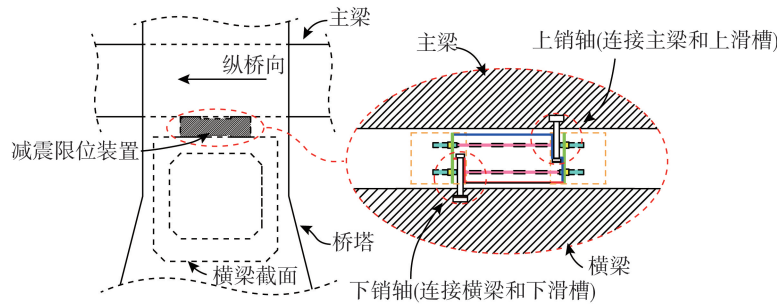 主梁
纵桥向
减震限位装置
桥塔
横梁截面
主梁
上销轴(连接主梁和上滑槽)
横梁
下销轴(连接横梁和下滑槽)